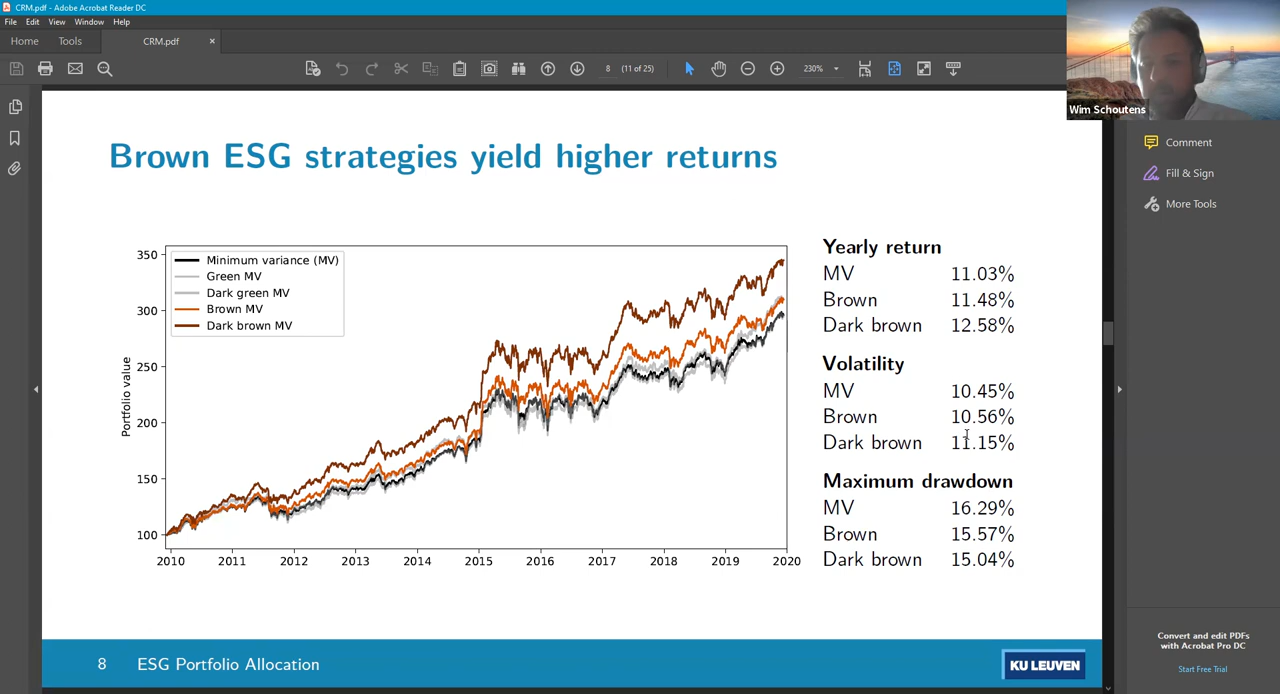 CRM.pdf - Adobe Acrobat Reader DC
File Edit View Window Help
Home Tools CRM.pdf ×
8 (11 of 25) 230%
Wim Schoutens
Comment
Fill & Sign
More Tools
Brown ESG strategies yield higher returns
350
300
250
200
150
100
Portfolio value
Minimum variance (MV)
Green MV
Dark green MV
Brown MV
Dark brown MV
2010 2011 2012 2013 2014 2015 2016 2017 2018 2019 2020
Yearly return
MV 11.03%
Brown 11.48%
Dark brown 12.58%
Volatility
MV 10.45%
Brown 10.56%
Dark brown 11.15%
Maximum drawdown
MV 16.29%
Brown 15.57%
Dark brown 15.04%
8 ESG Portfolio Allocation
KU LEUVEN
Convert and edit PDFs
with Acrobat Pro DC
Start Free Trial